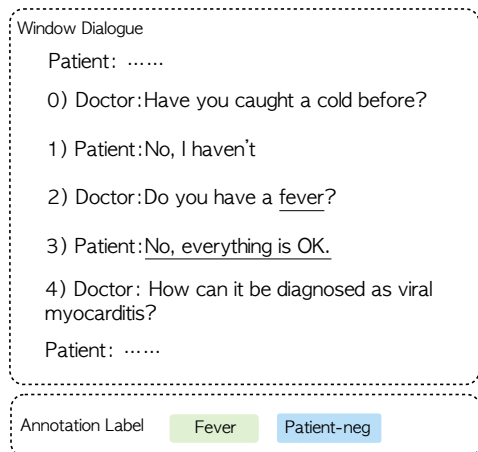 Window Dialogue
Patient: ……
0) Doctor:Have you caught a cold before?
1) Patient:No, I haven't
2) Doctor:Do you have a fever?
3) Patient:No, everything is OK.
4) Doctor: How can it be diagnosed as viral
myocarditis?
Patient: ……
Annotation Label Fever Patient-neg